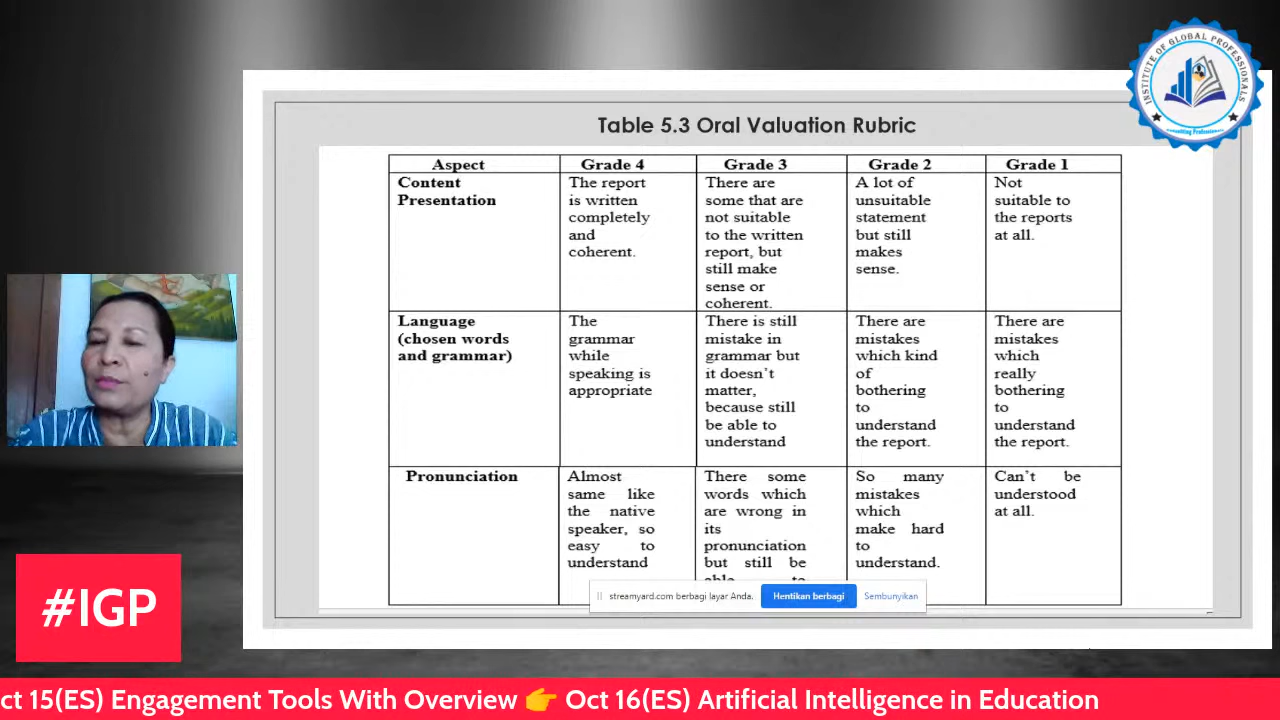 INSTITUTE OF GLOBAL PROFESSIONALS
Table 5.3 Oral Valuation Rubric
Aspect
Grade 4
Grade 3
Grade 2
Grade 1
Content
Presentation
The report
is written
completely
and
coherent.
There are
some that are
not suitable
to the written
report, but
still make
sense or
coherent.
A lot of
unsuitable
statement
but still
makes
sense.
Not
suitable to
the reports
at all.
Language
(chosen words
and grammar)
The
grammar
while
speaking is
appropriate
There is still
mistake in
grammar but
it doesn't
matter,
because still
be able to
understand
There are
mistakes
which kind
of
bothering
to
understand
the report.
There are
mistakes
which
really
bothering
to
understand
the report.
Pronunciation
Almost
same like
the native
speaker, so
easy to
understand
There some
words which
are wrong in
its
pronunciation
but still be
able to
So many
mistakes
which
make hard
to
understand.
Can't be
understood
at all.
streamyard.com berbagi layar Anda.
Hentikan berbagi
Sembunyikan
#IGP
ct 15(ES) Engagement Tools With Overview 👉 Oct 16(ES) Artificial Intelligence in Education